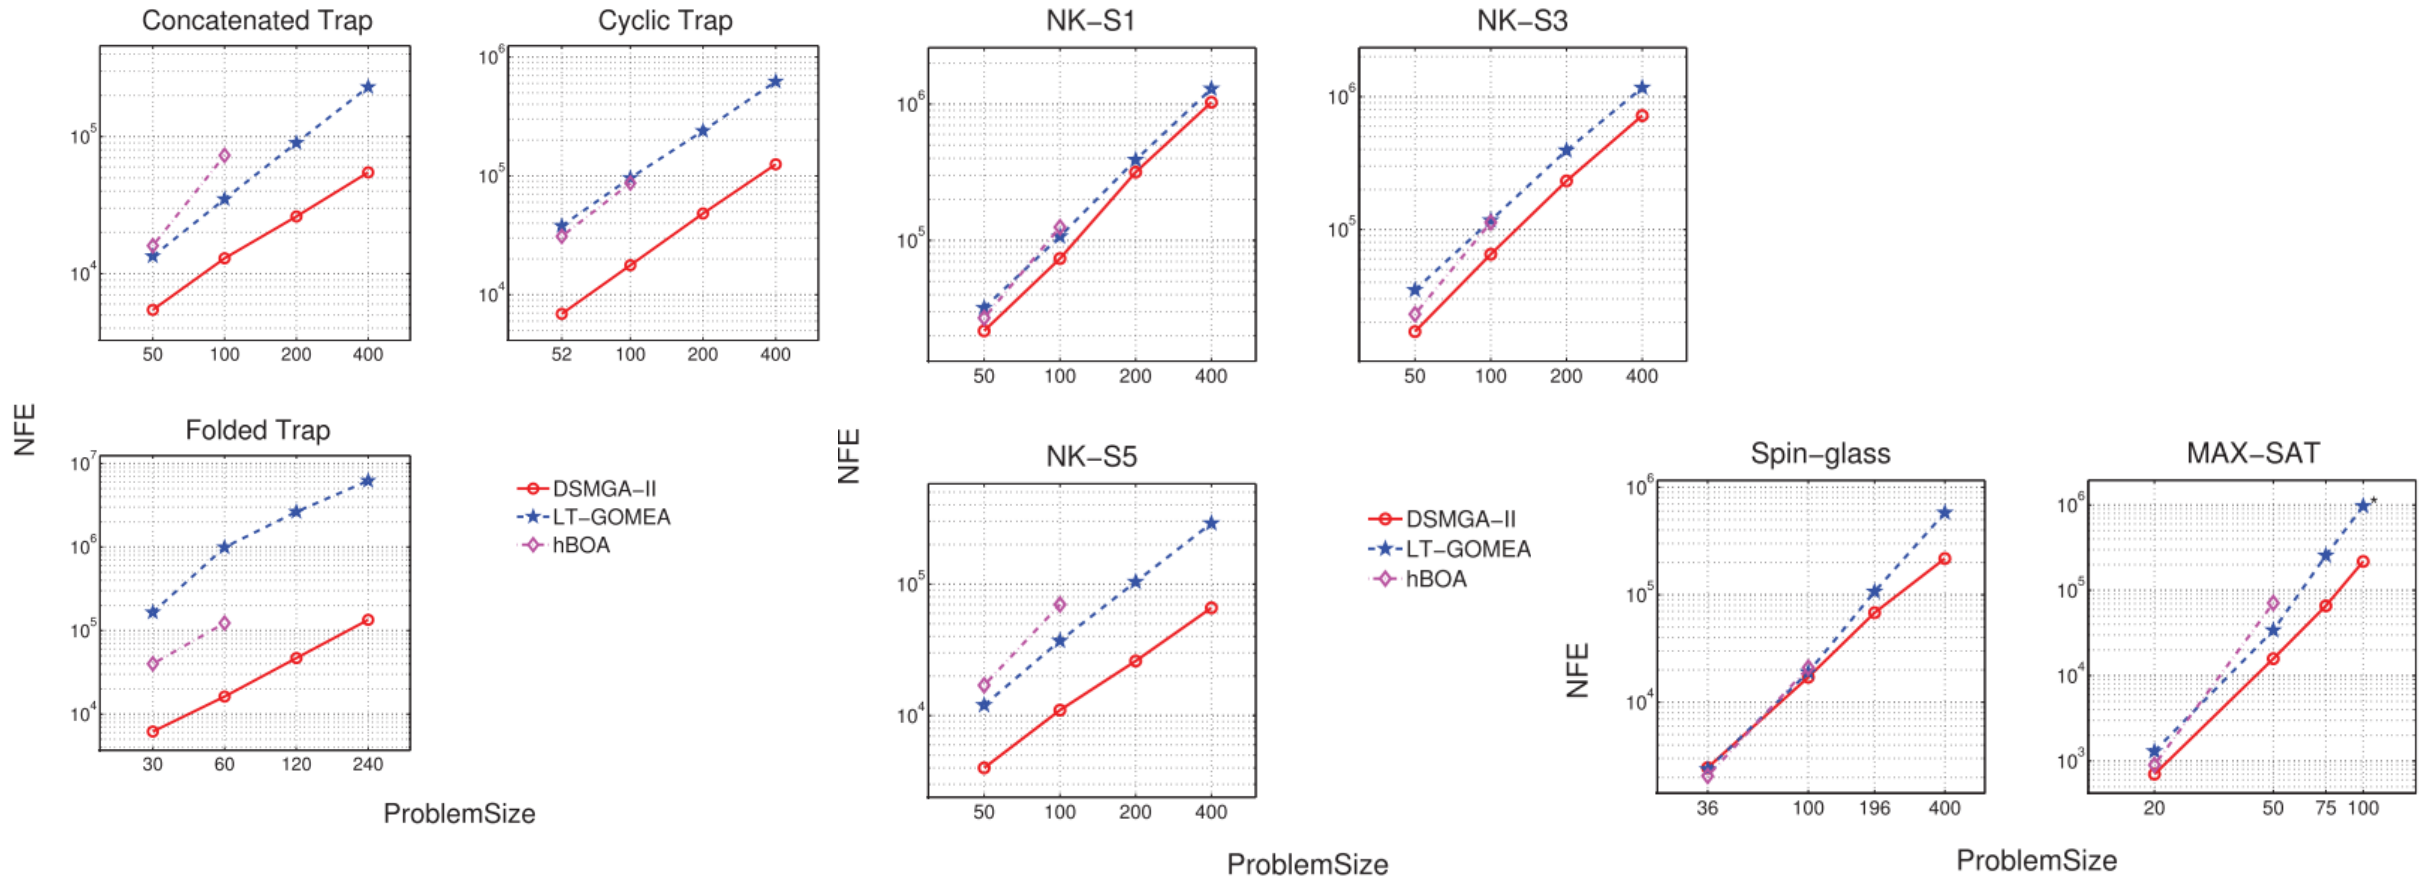 Concatenated Trap
10^5
10^4
50 100 200 400
Cyclic Trap
10^6
10^5
10^4
52 100 200 400
NFE
Folded Trap
10^7
10^6
10^5
10^4
30 60 120 240
DSMGA-II
LT-GOMEA
hBOA
ProblemSize
NK-S1
10^6
10^5
50 100 200 400
NK-S3
10^6
10^5
50 100 200 400
NFE
NK-S5
10^5
10^4
50 100 200 400
DSMGA-II
LT-GOMEA
hBOA
ProblemSize
NFE
Spin-glass
10^6
10^5
10^4
36 100 196 400
MAX-SAT
10^6
10^5
10^4
10^3
*
20 50 75 100
ProblemSize